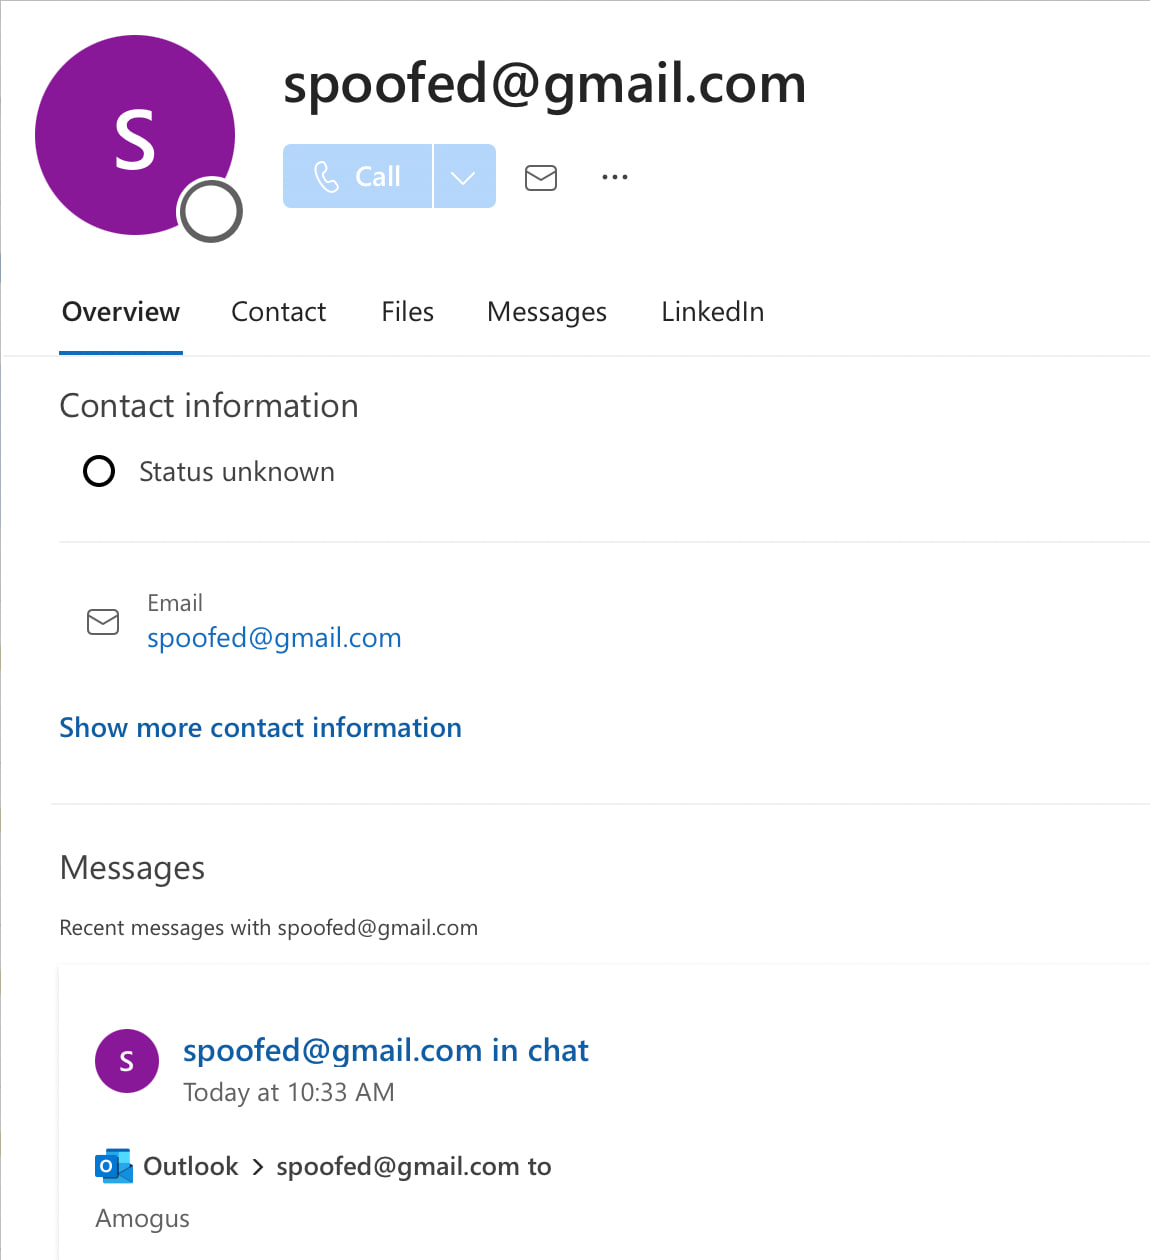 S
spoofed@gmail.com
Call
Overview Contact Files Messages LinkedIn
Contact information
Status unknown
Email
spoofed@gmail.com
Show more contact information
Messages
Recent messages with spoofed@gmail.com
S
spoofed@gmail.com in chat
Today at 10:33 AM
O Outlook > spoofed@gmail.com to
Amogus